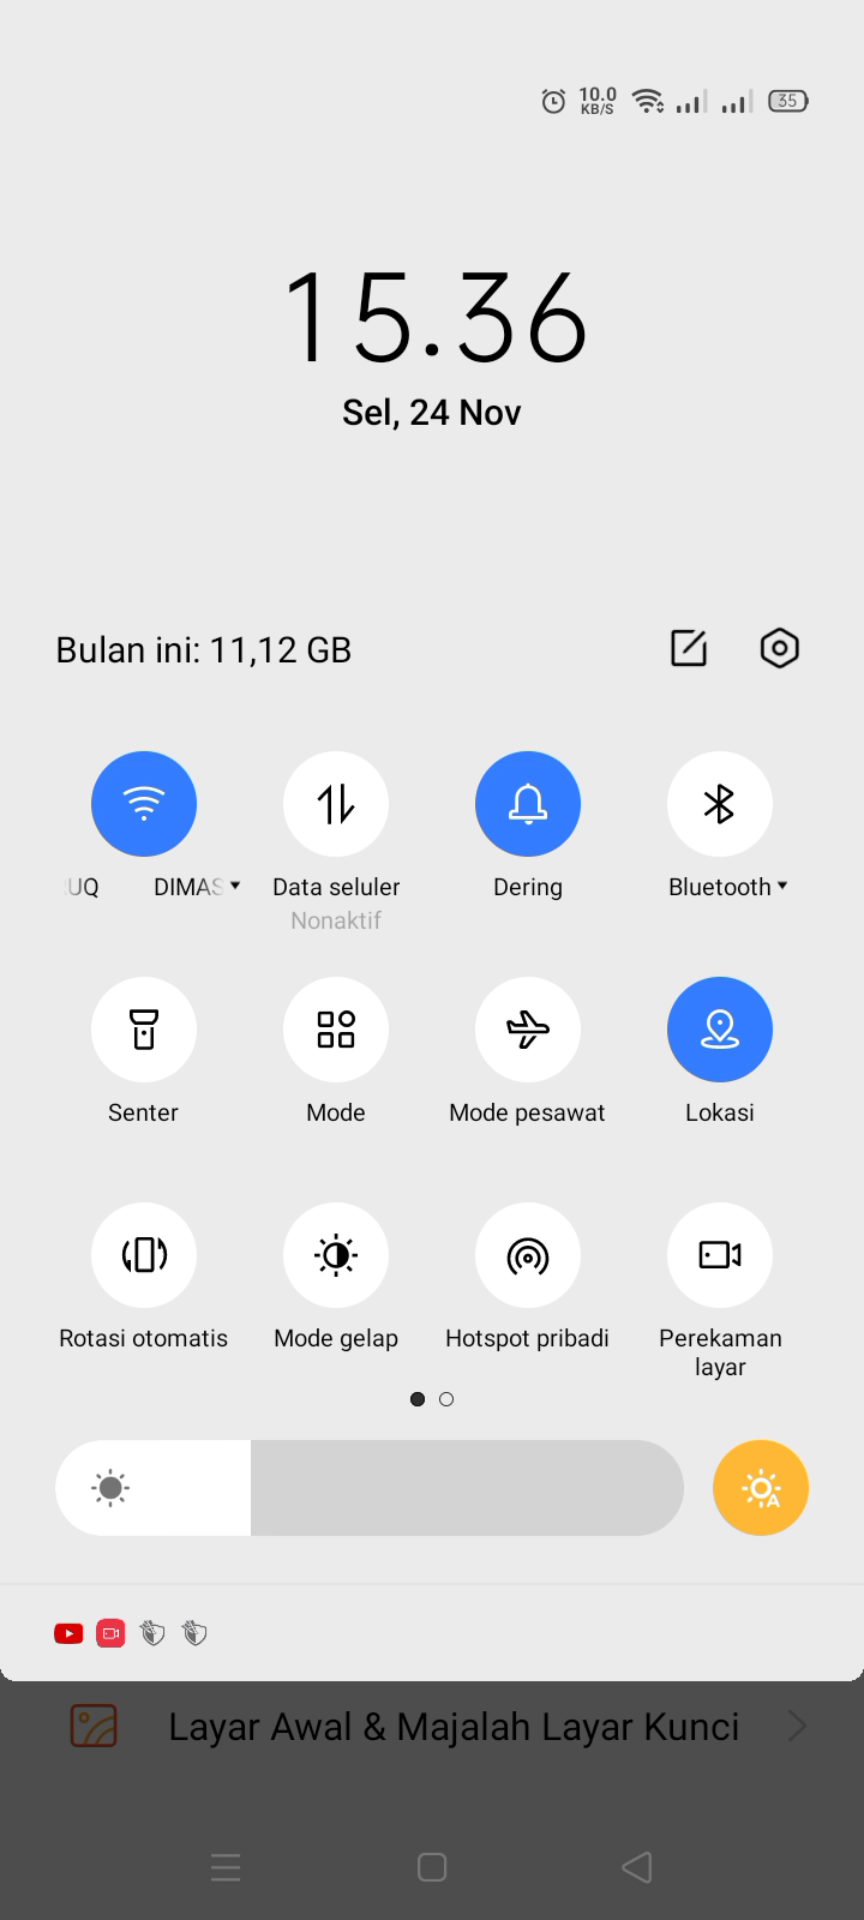 10.0
KB/S
35
15.36
Sel, 24 Nov
Bulan ini: 11,12 GB
UQ DIMAS Data seluler Dering Bluetooth
Nonaktif
Senter Mode Mode pesawat Lokasi
Rotasi otomatis Mode gelap Hotspot pribadi Perekaman
layar
A
Layar Awal & Majalah Layar Kunci